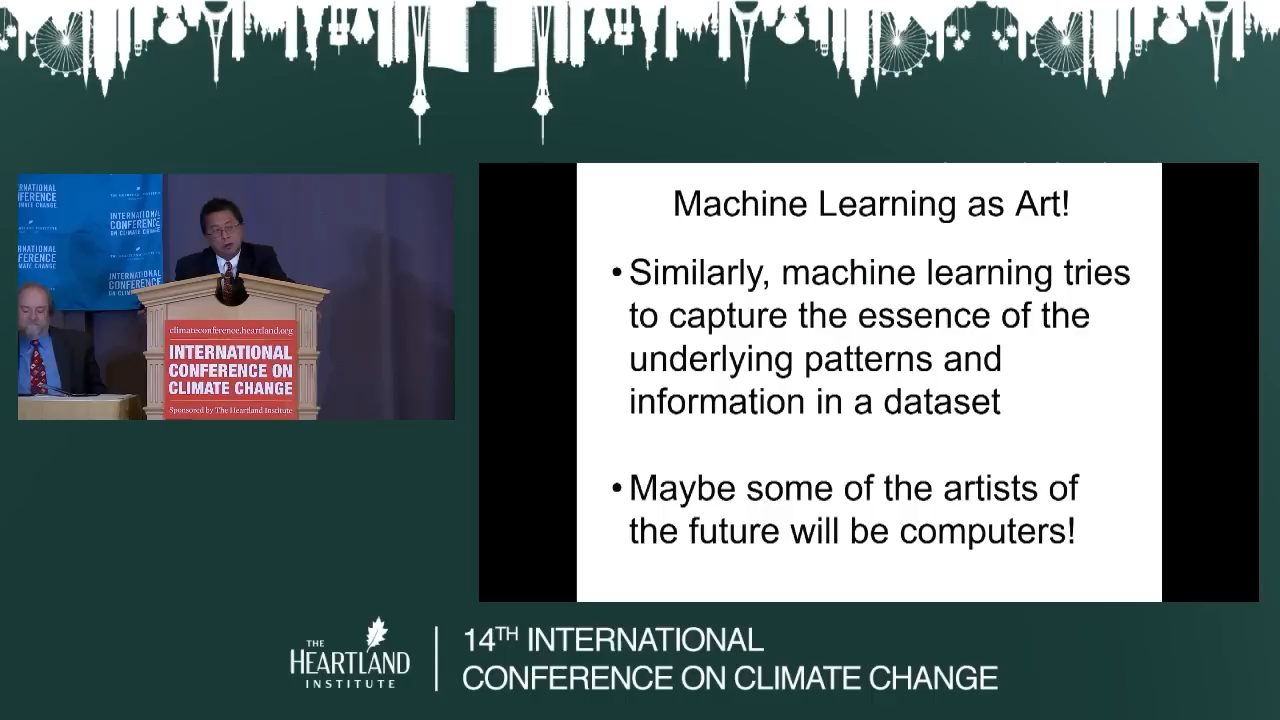 Machine Learning as Art!
• Similarly, machine learning tries
to capture the essence of the
underlying patterns and
information in a dataset
• Maybe some of the artists of
the future will be computers!
INTERNATIONAL
CONFERENCE
ON CLIMATE CHANGE
climateconference.heartland.org
INTERNATIONAL
CONFERENCE ON
CLIMATE CHANGE
Sponsored by The Heartland Institute
THE
HEARTLAND
INSTITUTE
14TH INTERNATIONAL
CONFERENCE ON CLIMATE CHANGE